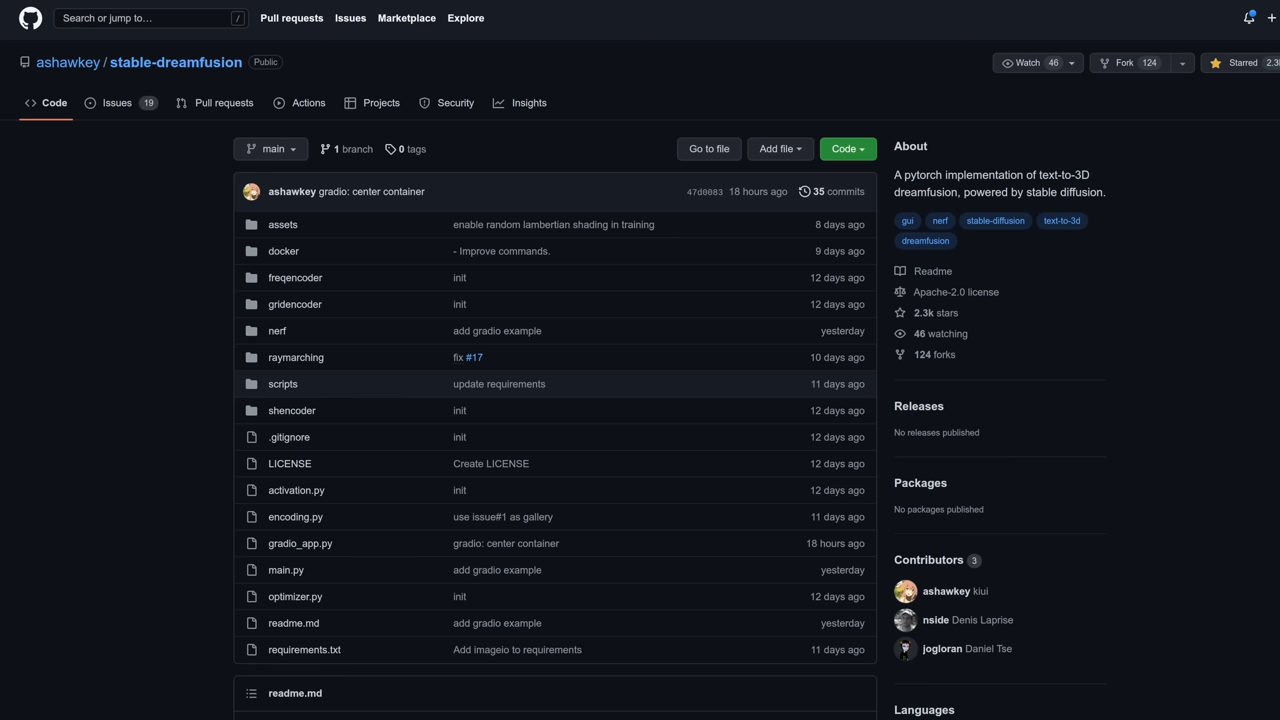 Search or jump to… /
Pull requests Issues Marketplace Explore
ashawkey / stable-dreamfusion Public
Watch 46 Fork 124 Starred
Code Issues 19 Pull requests Actions Projects Security Insights
main 1 branch 0 tags Go to file Add file Code
ashawkey gradio: center container 47d0083 18 hours ago 35 commits
assets enable random lambertian shading in training 8 days ago
docker - Improve commands. 9 days ago
freqencoder init 12 days ago
gridencoder init 12 days ago
nerf add gradio example yesterday
raymarching fix #17 10 days ago
scripts update requirements 11 days ago
shencoder init 12 days ago
.gitignore init 12 days ago
LICENSE Create LICENSE 12 days ago
activation.py init 12 days ago
encoding.py use issue#1 as gallery 11 days ago
gradio_app.py gradio: center container 18 hours ago
main.py add gradio example yesterday
optimizer.py init 12 days ago
readme.md add gradio example yesterday
requirements.txt Add imageio to requirements 11 days ago
readme.md
About
A pytorch implementation of text-to-3D
dreamfusion, powered by stable diffusion.
gui nerf stable-diffusion text-to-3d
dreamfusion
Readme
Apache-2.0 license
2.3k stars
46 watching
124 forks
Releases
No releases published
Packages
No packages published
Contributors 3
ashawkey kiui
nside Denis Laprise
jogloran Daniel Tse
Languages